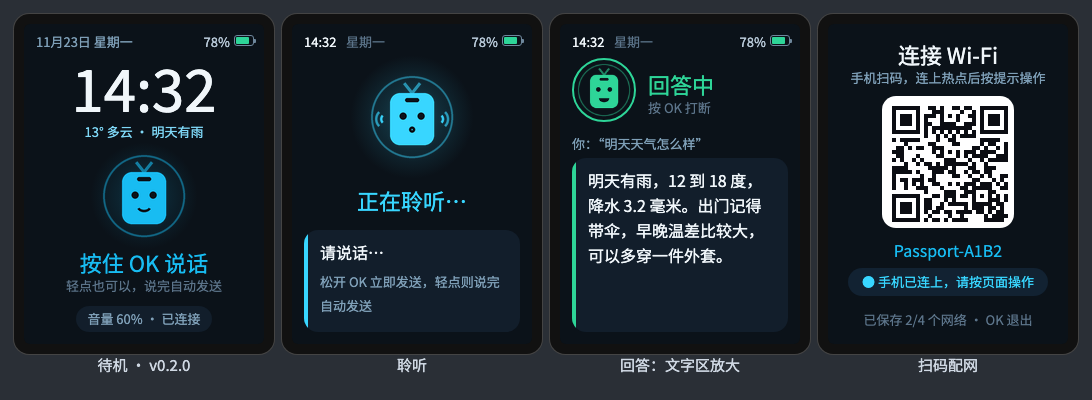 11月23日 星期一
78%
14:32
13° 多云 · 明天有雨
按住 OK 说话
轻点也可以，说完自动发送
音量 60% · 已连接
待机 · v0.2.0
14:32 星期一
78%
正在聆听…
请说话…
松开 OK 立即发送，轻点则说完
自动发送
聆听
14:32 星期一
78%
回答中
按 OK 打断
你：“明天天气怎么样”
明天有雨，12 到 18 度，
降水 3.2 毫米。出门记得
带伞，早晚温差比较大，
可以多穿一件外套。
回答：文字区放大
连接 Wi-Fi
手机扫码，连上热点后按提示操作
Passport-A1B2
手机已连上，请按页面操作
已保存 2/4 个网络 · OK 退出
扫码配网